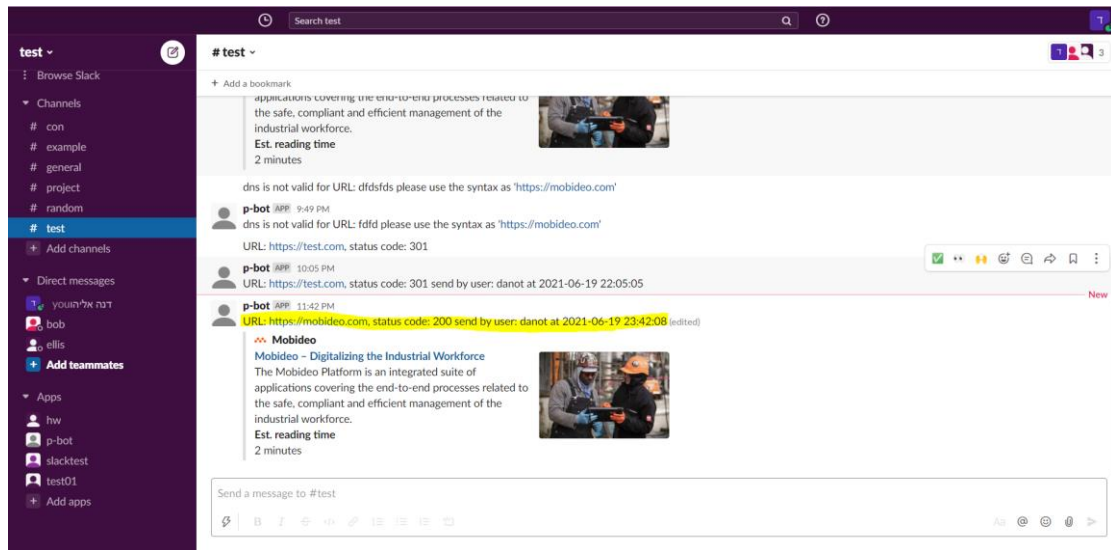 Search test
test
# test
3
Browse Slack
+ Add a bookmark
Channels
# con
# example
# general
# project
# random
# test
+ Add channels
Direct messages
דנה אליהו you
bob
ellis
+ Add teammates
Apps
hw
p-bot
slacktest
test01
+ Add apps
applications covering the end-to-end processes related to
the safe, compliant and efficient management of the
industrial workforce.
Est. reading time
2 minutes
dns is not valid for URL: dfdsfds please use the syntax as 'https://mobideo.com'
p-bot APP 9:49 PM
dns is not valid for URL: fdfd please use the syntax as 'https://mobideo.com'
URL: https://test.com, status code: 301
p-bot APP 10:05 PM
URL: https://test.com, status code: 301 send by user: danot at 2021-06-19 22:05:05
New
p-bot APP 11:42 PM
URL: https://mobideo.com, status code: 200 send by user: danot at 2021-06-19 23:42:08 (edited)
Mobideo
Mobideo – Digitalizing the Industrial Workforce
The Mobideo Platform is an integrated suite of
applications covering the end-to-end processes related to
the safe, compliant and efficient management of the
industrial workforce.
Est. reading time
2 minutes
Send a message to #test
B I S
Aa @